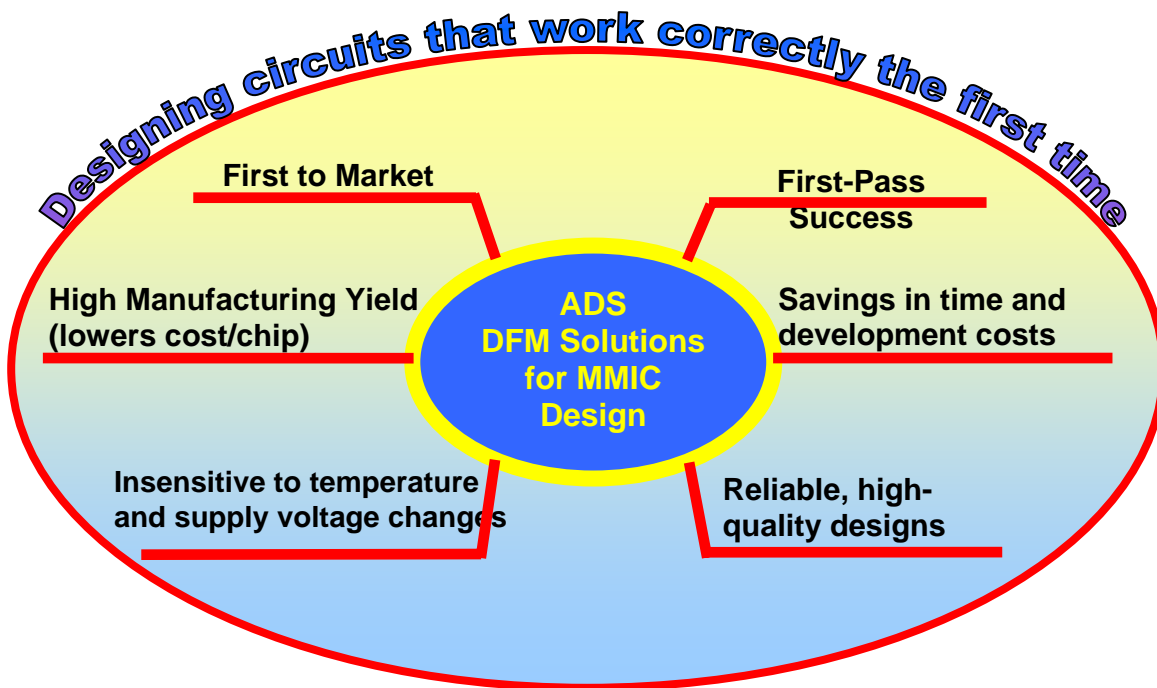 Designing circuits that work correctly the first time
First to Market
First-Pass
Success
High Manufacturing Yield
(lowers cost/chip)
ADS
DFM Solutions
for MMIC
Design
Savings in time and
development costs
Insensitive to temperature
and supply voltage changes
Reliable, high-
quality designs